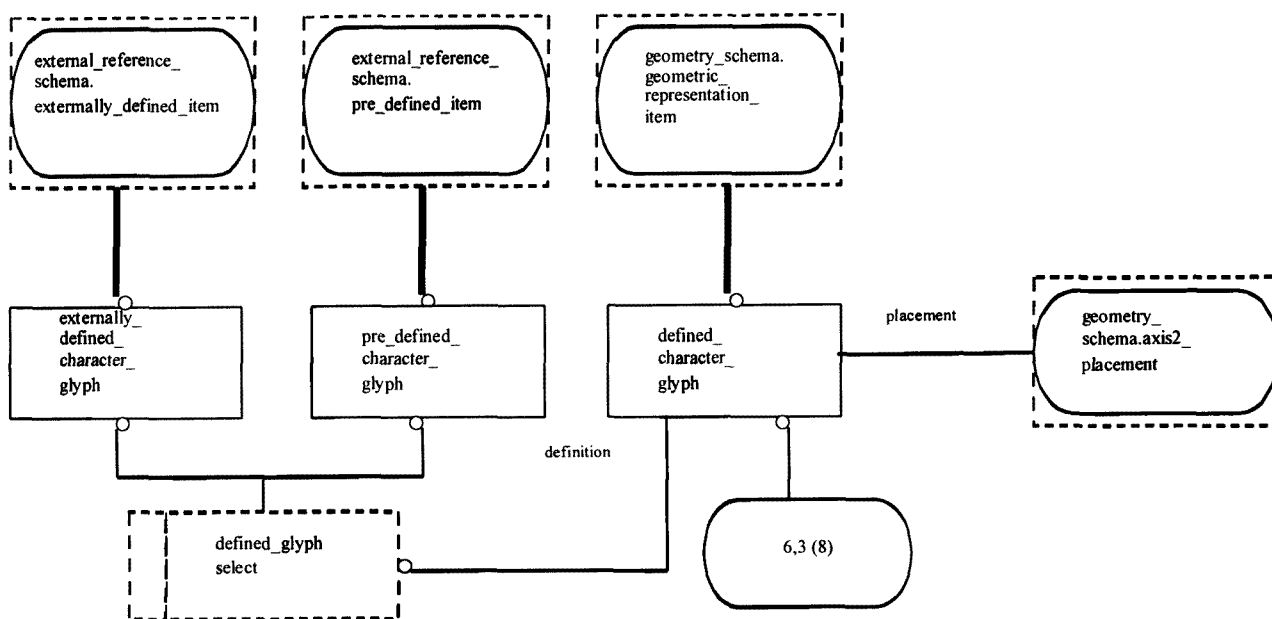 external_reference_
schema.
extermally_defined_item
external_reference_
schema.
pre_defined_item
geometry_schema.
geometric_
representation_
item
externally_
defined_
character_
glyph
pre_defined_
character_
glyph
defined_
character_
glyph
placement
geometry_
schema.axis2_
placement
definition
defined_glyph
select
6,3 (8)